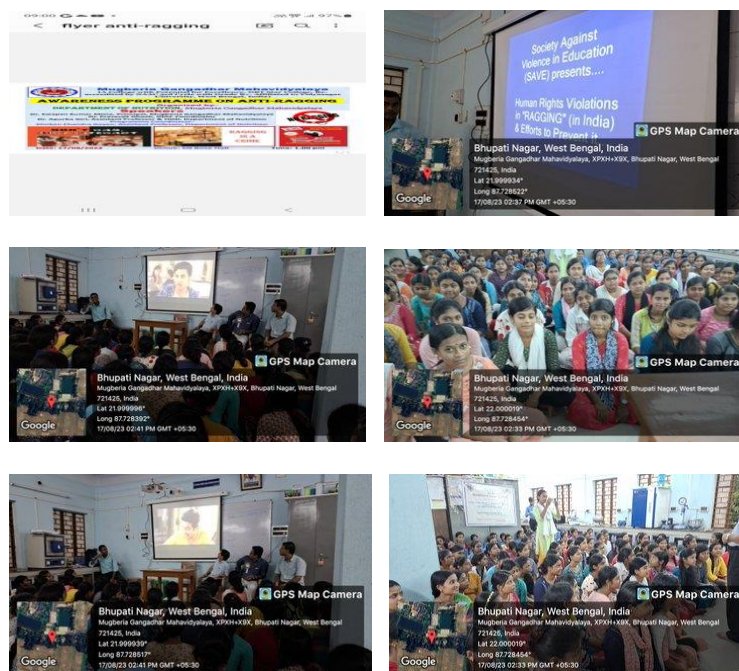 09:00
97%
flyer anti-ragging
Mugberia Gangadhar Mahavidyalaya
AWARENESS PROGRAMME ON ANTI-RAGGING
Organized by
RAGGING
IS A
CRIME
Society Against
Violence in Education
(SAVE) presents....
Human Rights Violations
in "RAGGING" (in India)
& Efforts to Prevent it
GPS Map Camera
Bhupati Nagar, West Bengal, India
Mugberia Gangadhar Mahavidyalaya, XPXH+X9X, Bhupati Nagar, West Bengal
721425, India
Lat 21.999934°
Long 87.728522°
17/08/23 02:37 PM GMT +05:30
Google
GPS Map Camera
Bhupati Nagar, West Bengal, India
Mugberia Gangadhar Mahavidyalaya, XPXH+X9X, Bhupati Nagar, West Bengal
721425, India
Lat 21.999996°
Long 87.728392°
17/08/23 02:41 PM GMT +05:30
Google
GPS Map Camera
Bhupati Nagar, West Bengal, India
Mugberia Gangadhar Mahavidyalaya, XPXH+X9X, Bhupati Nagar, West Bengal
721425, India
Lat 22.000019°
Long 87.728454°
17/08/23 02:33 PM GMT +05:30
Google
GPS Map Camera
Bhupati Nagar, West Bengal, India
Mugberia Gangadhar Mahavidyalaya, XPXH+X9X, Bhupati Nagar, West Bengal
721425, India
Lat 21.999939°
Long 87.728517°
17/08/23 02:41 PM GMT +05:30
Google
GPS Map Camera
Bhupati Nagar, West Bengal, India
Mugberia Gangadhar Mahavidyalaya, XPXH+X9X, Bhupati Nagar, West Bengal
721425, India
Lat 22.000019°
Long 87.728454°
17/08/23 02:33 PM GMT +05:30
Google